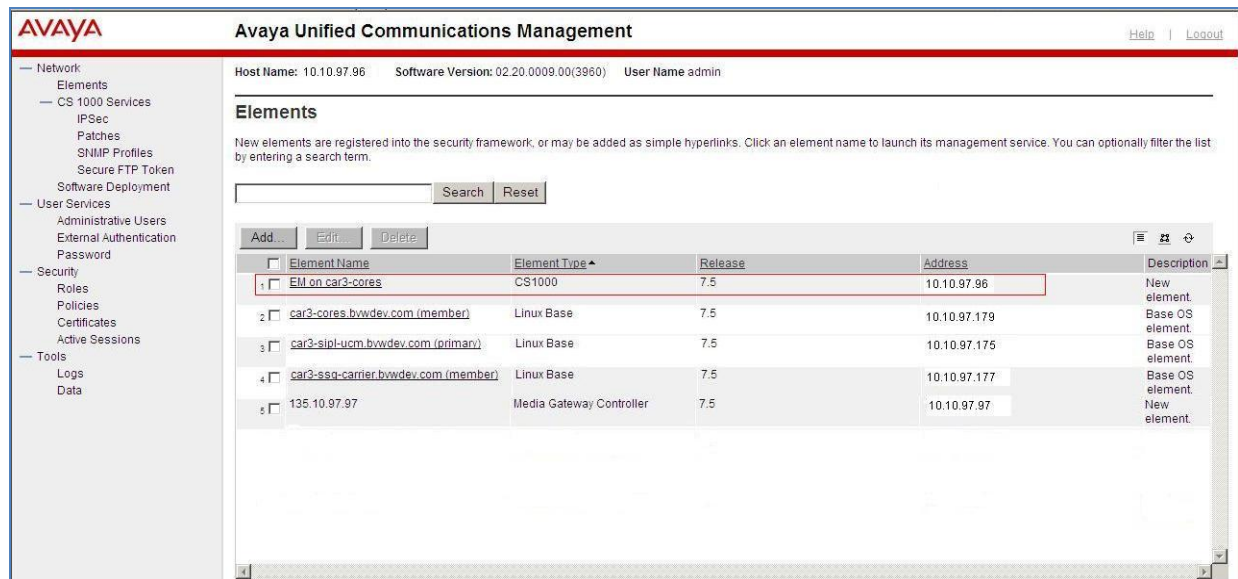 AVAYA
Avaya Unified Communications Management
Help | Logout
— Network
Elements
— CS 1000 Services
IPSec
Patches
SNMP Profiles
Secure FTP Token
Software Deployment
— User Services
Administrative Users
External Authentication
Password
— Security
Roles
Policies
Certificates
Active Sessions
— Tools
Logs
Data
Host Name: 10.10.97.96 Software Version: 02.20.0009.00(3960) User Name admin
Elements
New elements are registered into the security framework, or may be added as simple hyperlinks. Click an element name to launch its management service. You can optionally filter the list
by entering a search term.
Search Reset
Add... Edit... Delete
Element Name Element Type Release Address Description
1 EM on car3-cores CS1000 7.5 10.10.97.96 New
element.
2 car3-cores.bvwdev.com (member) Linux Base 7.5 10.10.97.179 Base OS
element.
3 car3-sipl-ucm.bvwdev.com (primary) Linux Base 7.5 10.10.97.175 Base OS
element.
4 car3-ssg-carrier.bvwdev.com (member) Linux Base 7.5 10.10.97.177 Base OS
element.
5 135.10.97.97 Media Gateway Controller 7.5 10.10.97.97 New
element.